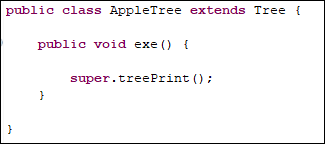 public class AppleTree extends Tree {
public void exe() {
super.treePrint();
}
}